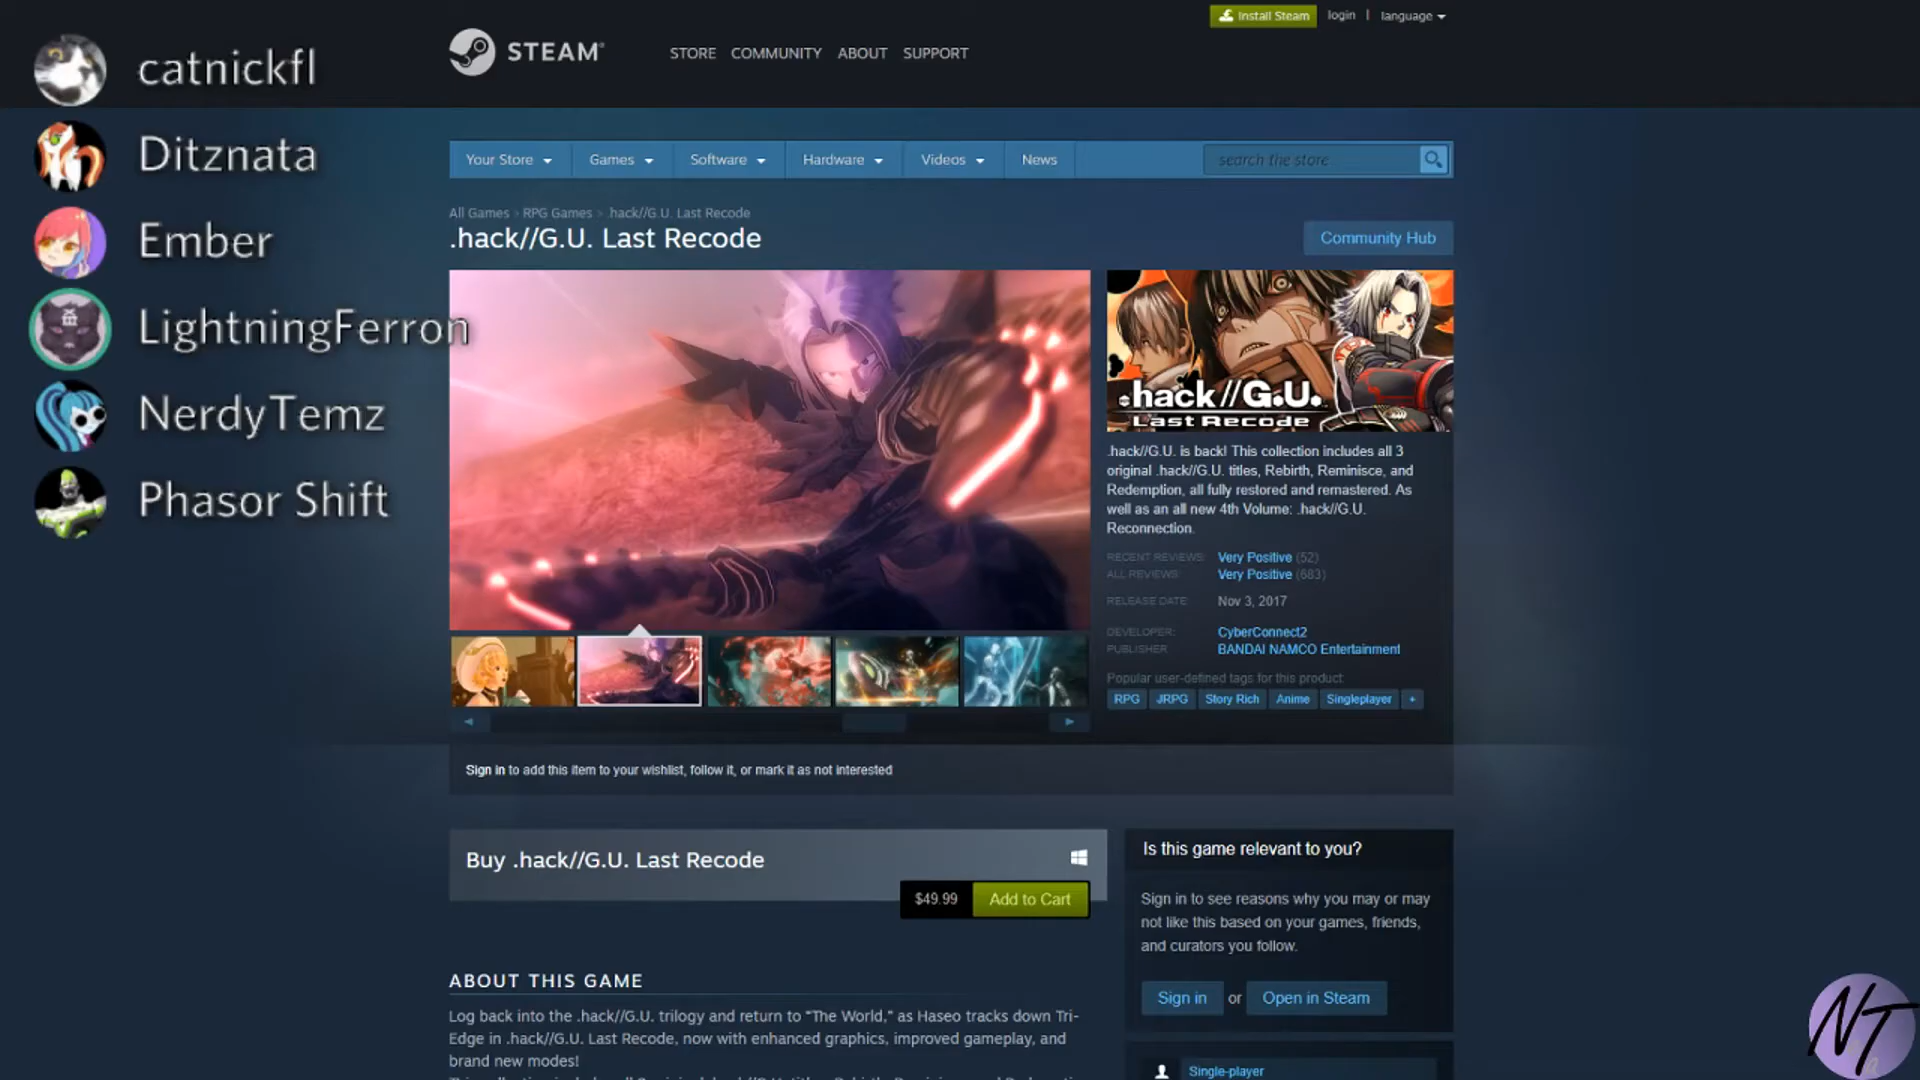 Install Steam
login
language
STEAM
STORE
COMMUNITY
ABOUT
SUPPORT
catnickfl
Ditznata
Ember
LightningFerron
NerdyTemz
Phasor Shift
Your Store
Games
Software
Hardware
Videos
News
search the store
All Games > RPG Games > .hack//G.U. Last Recode
.hack//G.U. Last Recode
Community Hub
.hack//G.U.
Last Recode
.hack//G.U. is back! This collection includes all 3
original .hack//G.U. titles, Rebirth, Reminisce, and
Redemption, all fully restored and remastered. As
well as an all new 4th Volume: .hack//G.U.
Reconnection.
RECENT REVIEWS: Very Positive (52)
ALL REVIEWS: Very Positive (683)
RELEASE DATE: Nov 3, 2017
DEVELOPER: CyberConnect2
PUBLISHER: BANDAI NAMCO Entertainment
Popular user-defined tags for this product:
RPG JRPG Story Rich Anime Singleplayer +
Sign in to add this item to your wishlist, follow it, or mark it as not interested
Buy .hack//G.U. Last Recode
$49.99
Add to Cart
Is this game relevant to you?
Sign in to see reasons why you may or may
not like this based on your games, friends,
and curators you follow.
Sign in or Open in Steam
ABOUT THIS GAME
Log back into the .hack//G.U. trilogy and return to “The World,” as Haseo tracks down Tri-
Edge in .hack//G.U. Last Recode, now with enhanced graphics, improved gameplay, and
brand new modes!
Single-player
NT